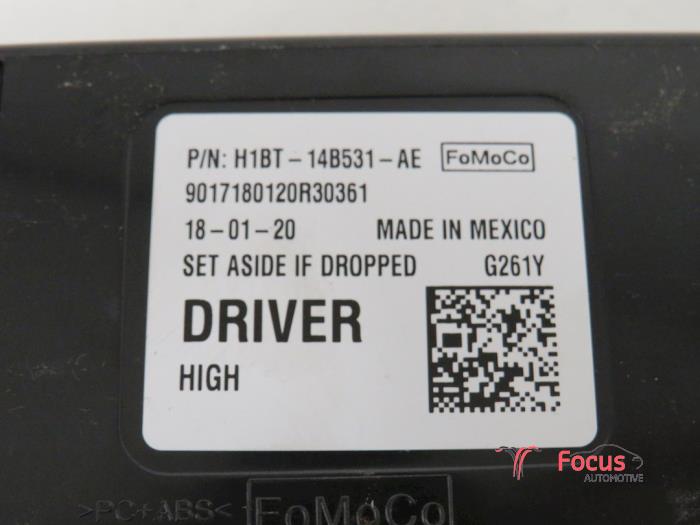 P/N: H1BT-14B531-AE FoMoCo
9017180120R30361
18-01-20 MADE IN MEXICO
SET ASIDE IF DROPPED G261Y
DRIVER
HIGH
Focus
AUTOMOTIVE
>PC+ABS< FoMoCo